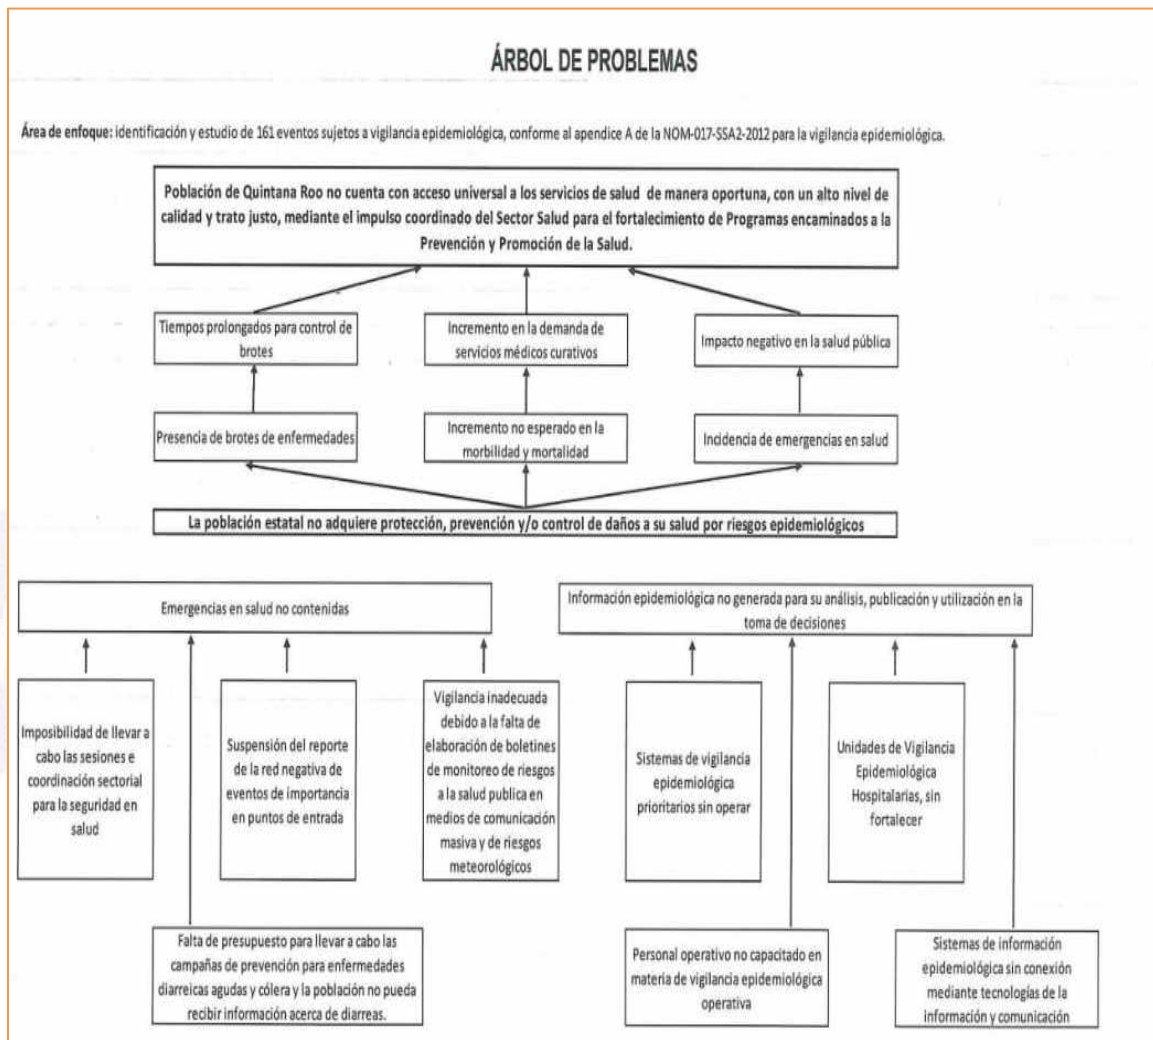 ÁRBOL DE PROBLEMAS
Área de enfoque: identificación y estudio de 161 eventos sujetos a vigilancia epidemiológica, conforme al apendice A de la NOM-017-SSA2-2012 para la vigilancia epidemiológica.
Población de Quintana Roo no cuenta con acceso universal a los servicios de salud de manera oportuna, con un alto nivel de
calidad y trato justo, mediante el impulso coordinado del Sector Salud para el fortalecimiento de Programas encaminados a la
Prevención y Promoción de la Salud.
Tiempos prolongados para control de
brotes
Incremento en la demanda de
servicios médicos curativos
Impacto negativo en la salud pública
Presencia de brotes de enfermedades
Incremento no esperado en la
morbilidad y mortalidad
Incidencia de emergencias en salud
La población estatal no adquiere protección, prevención y/o control de daños a su salud por riesgos epidemiológicos
Emergencias en salud no contenidas
Información epidemiológica no generada para su análisis, publicación y utilización en la
toma de decisiones
Imposibilidad de llevar a
cabo las sesiones e
coordinación sectorial
para la seguridad en
salud
Suspensión del reporte
de la red negativa de
eventos de importancia
en puntos de entrada
Vigilancia inadecuada
debido a la falta de
elaboración de boletines
de monitoreo de riesgos
a la salud publica en
medios de comunicación
masiva y de riesgos
meteorológicos
Sistemas de vigilancia
epidemiológica
prioritarios sin operar
Unidades de Vigilancia
Epidemiológica
Hospitalarias, sin
fortalecer
Falta de presupuesto para llevar a cabo las
campañas de prevención para enfermedades
diarreicas agudas y cólera y la población no pueda
recibir información acerca de diarreas.
Personal operativo no capacitado en
materia de vigilancia epidemiológica
operativa
Sistemas de información
epidemiológica sin conexión
mediante tecnologías de la
información y comunicación